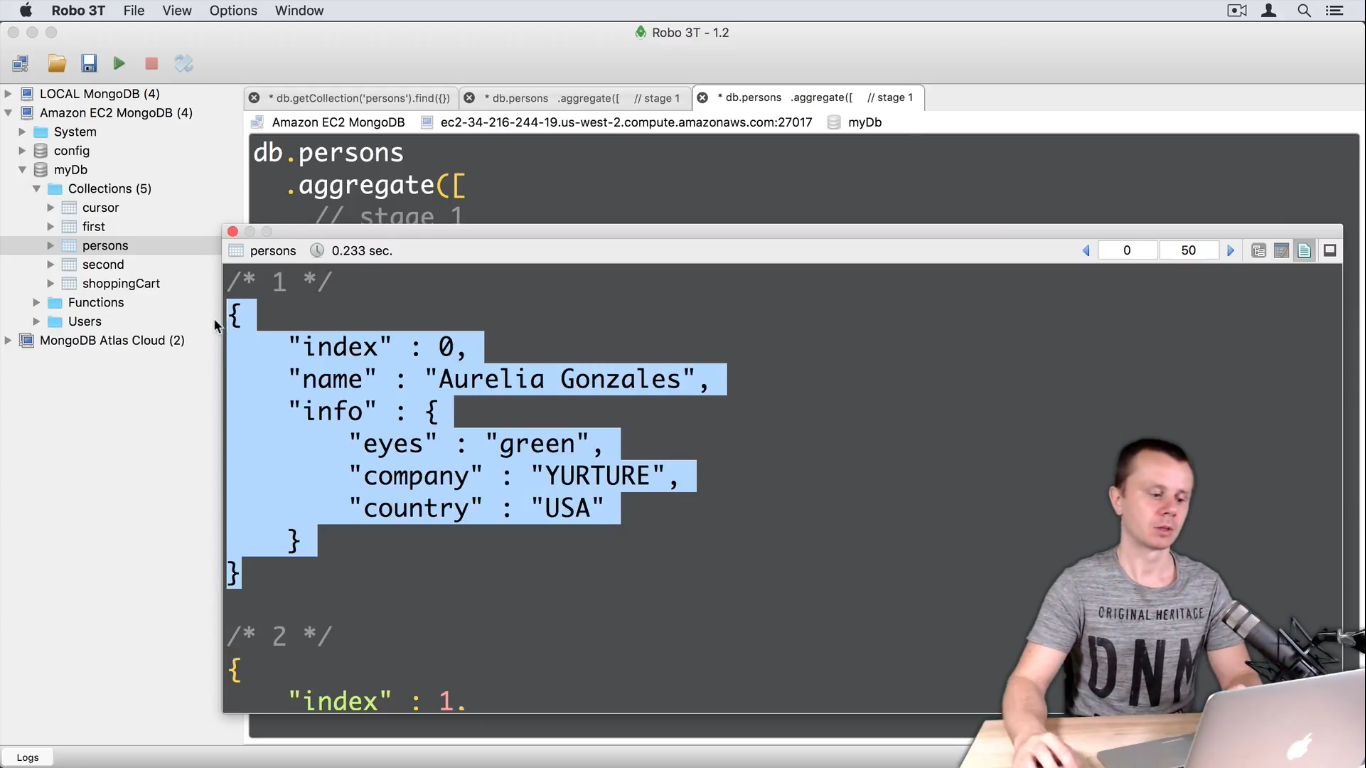 Robo 3T File View Options Window
Robo 3T - 1.2
LOCAL MongoDB (4)
Amazon EC2 MongoDB (4)
System
config
myDb
Collections (5)
cursor
first
persons
second
shoppingCart
Functions
Users
MongoDB Atlas Cloud (2)
* db.getCollection('persons').find({}) * db.persons .aggregate([ // stage 1 * db.persons .aggregate([ // stage 1
Amazon EC2 MongoDB ec2-34-216-244-19.us-west-2.compute.amazonaws.com:27017 myDb
db.persons
.aggregate([
// stage 1
persons 0.233 sec. 0 50
/* 1 */
{
"index" : 0,
"name" : "Aurelia Gonzales",
"info" : {
"eyes" : "green",
"company" : "YURTURE",
"country" : "USA"
}
}
/* 2 */
{
"index" : 1,
ORIGINAL HERITAGE
DNM
Logs